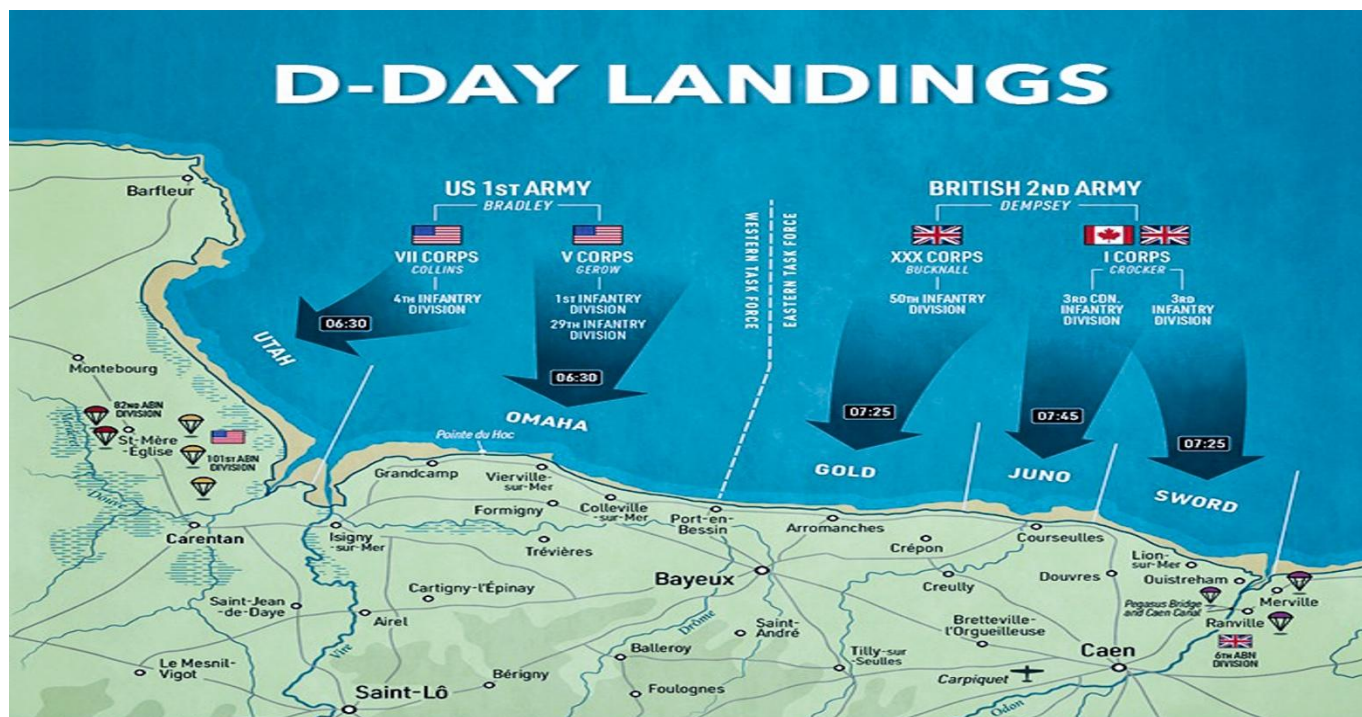 D-DAY LANDINGS
US 1ST ARMY
BRADLEY
VII CORPS
COLLINS
4TH INFANTRY
DIVISION
06:30
UTAH
V CORPS
GEROW
1ST INFANTRY
DIVISION
29TH INFANTRY
DIVISION
06:30
OMAHA
WESTERN TASK FORCE
EASTERN TASK FORCE
BRITISH 2ND ARMY
DEMPSEY
XXX CORPS
BUCKNALL
50TH INFANTRY
DIVISION
07:25
GOLD
I CORPS
CROCKER
3RD CDN.
INFANTRY
DIVISION
07:45
JUNO
3RD
INFANTRY
DIVISION
07:25
SWORD
Barfleur
Montebourg
82ND ABN
DIVISION
St-Mère
-Église
101ST ABN
DIVISION
Douve
Carentan
Pointe du Hoc
Grandcamp
Vierville-
sur-Mer
Formigny
Colleville
-sur-Mer
Port-en-
Bessin
Isigny
-sur-Mer
Trévières
Arromanches
Crépon
Courseulles
Bayeux
Creully
Douvres
Lion-
sur-Mer
Ouistreham
Merville
Pegasus Bridge
and Caen Canal
Ranville
6TH ABN
DIVISION
Cartigny-l'Épinay
Saint-Jean
-de-Daye
Airel
Vire
Drôme
Saint-
André
Bretteville-
l'Orgueilleuse
Caen
Le Mesnil-
Vigot
Saint-Lô
Bérigny
Balleroy
Foulognes
Tilly-sur
-Seulles
Carpiquet
Odon